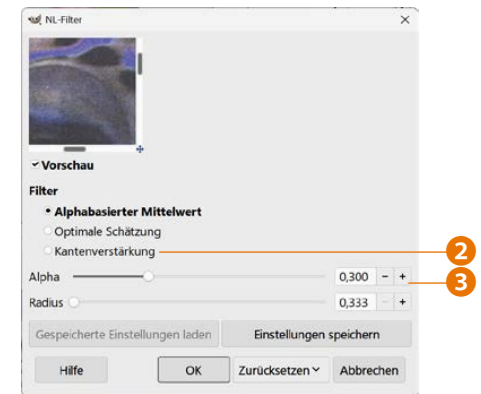 NL-Filter
Vorschau
Filter
Alphabasierter Mittelwert
Optimale Schätzung
Kantenverstärkung
2
Alpha 0,300 - +
3
Radius 0,333 - +
Gespeicherte Einstellungen laden Einstellungen speichern
Hilfe OK Zurücksetzen Abbrechen